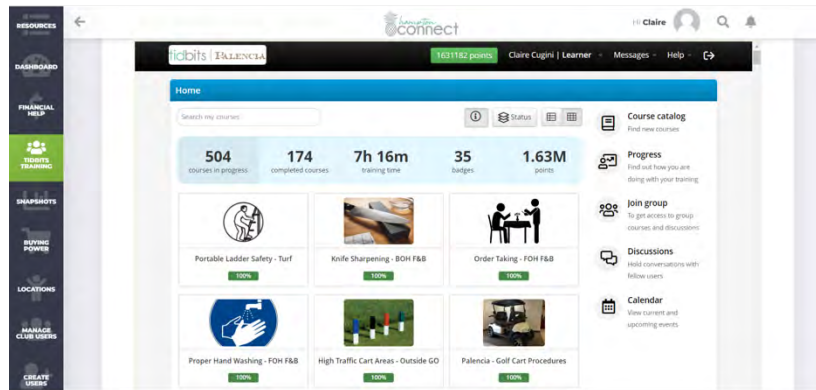 RESOURCES
DASHBOARD
FINANCIAL
HELP
TIDBITS
TRAINING
SNAPSHOTS
BUYING
POWER
LOCATIONS
MANAGE
CLUB USERS
CREATE
USERS
hampton
connect
Hi Claire
tidbits | PALENCIA
1631182 points
Claire Cugini | Learner
Messages
Help
Home
Search my courses
Status
504
courses in progress
174
completed courses
7h 16m
training time
35
badges
1.63M
points
Portable Ladder Safety - Turf
100%
Knife Sharpening - BOH F&B
100%
Order Taking - FOH F&B
100%
Proper Hand Washing - FOH F&B
100%
High Traffic Cart Areas - Outside GO
100%
Palencia - Golf Cart Procedures
100%
Course catalog
Find new courses
Progress
Find out how you are
doing with your training
Join group
To get access to group
courses and discussions
Discussions
Hold conversations with
fellow users
Calendar
View current and
upcoming events